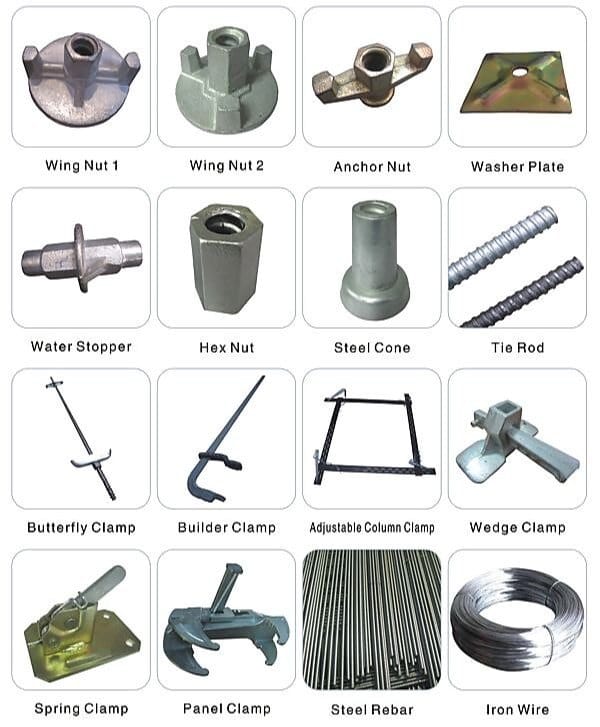 Wing Nut 1
Wing Nut 2
Anchor Nut
Washer Plate
Water Stopper
Hex Nut
Steel Cone
Tie Rod
Butterfly Clamp
Builder Clamp
Adjustable Column Clamp
Wedge Clamp
Spring Clamp
Panel Clamp
Steel Rebar
Iron Wire